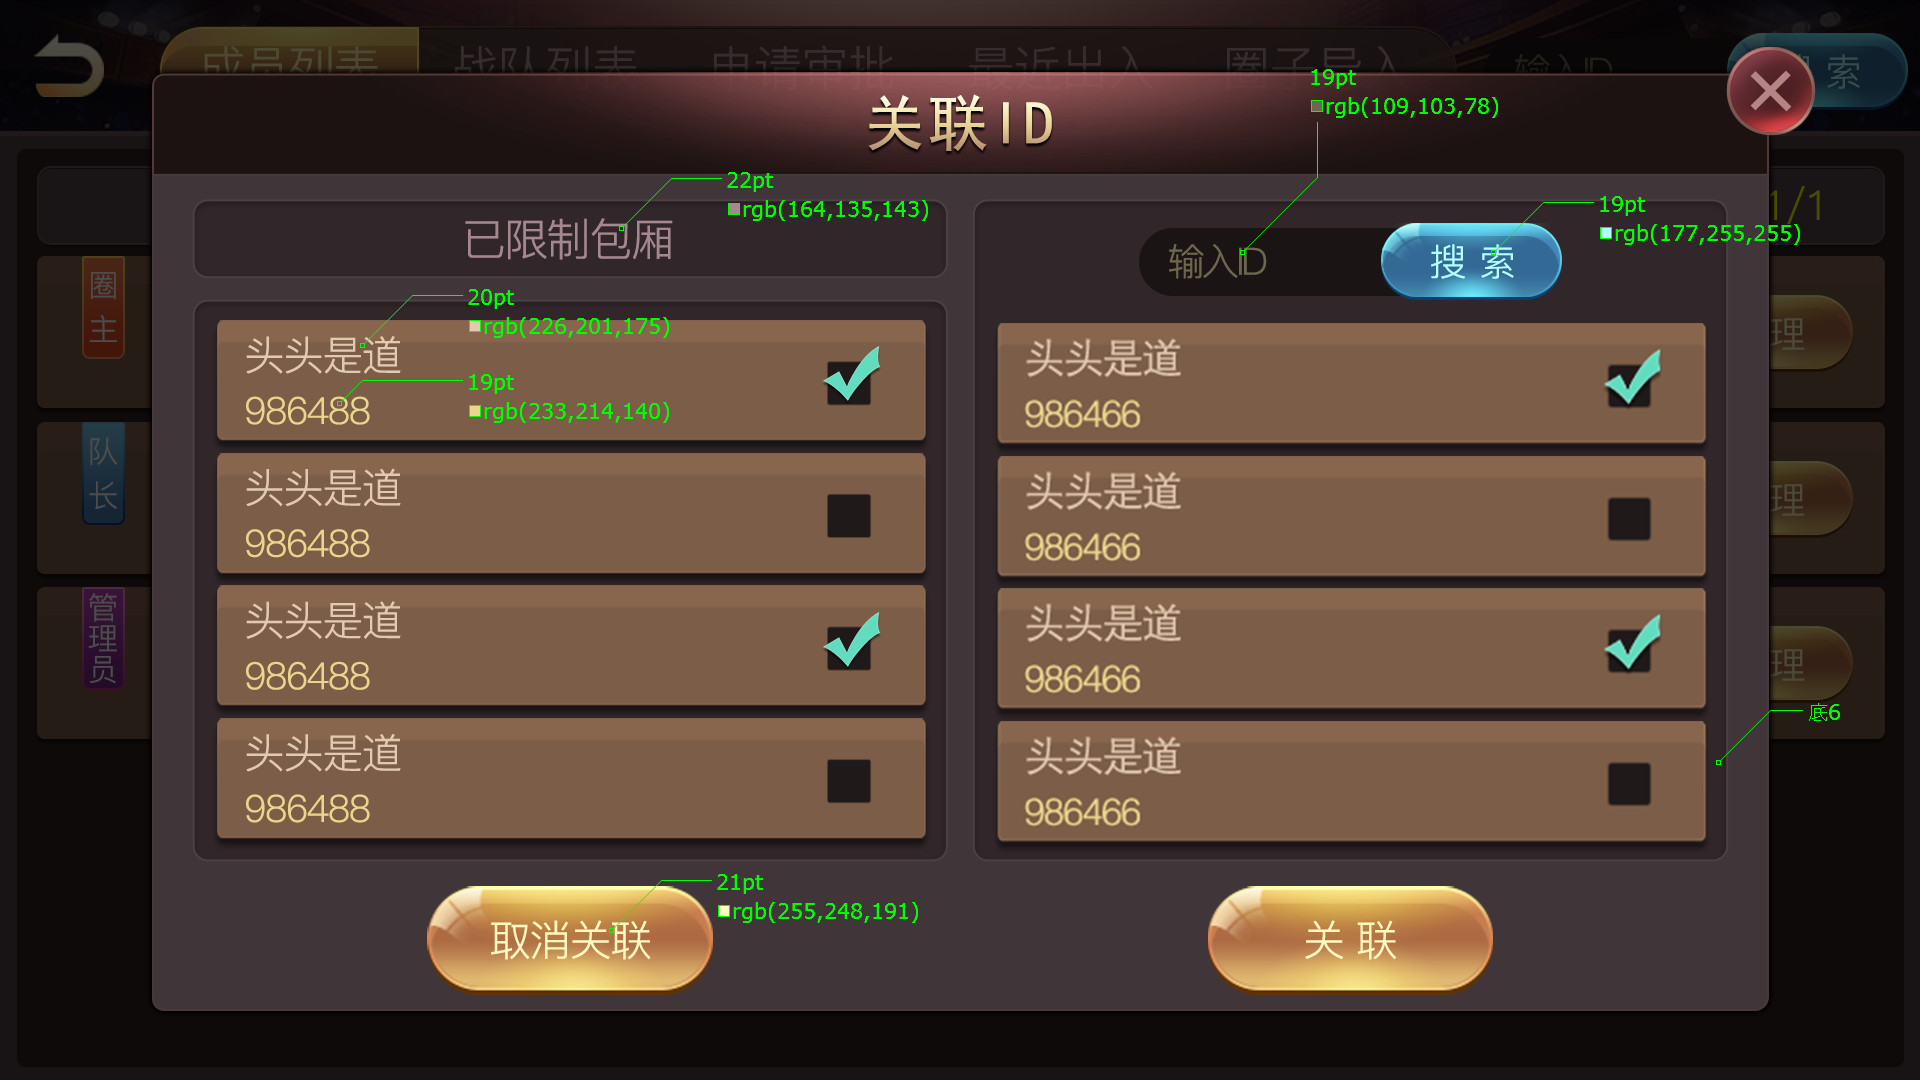 成员列表
战队列表
申请审批
最近出入
圈子导入
输入ID
索
关联ID
19pt
rgb(109,103,78)
22pt
rgb(164,135,143)
已限制包厢
输入ID
搜 索
19pt
rgb(177,255,255)
1/1
圈主
队长
管理员
理
理
理
20pt
rgb(226,201,175)
头头是道
19pt
rgb(233,214,140)
986488
头头是道
986488
头头是道
986488
头头是道
986488
头头是道
986466
头头是道
986466
头头是道
986466
头头是道
986466
底6
21pt
rgb(255,248,191)
取消关联
关 联